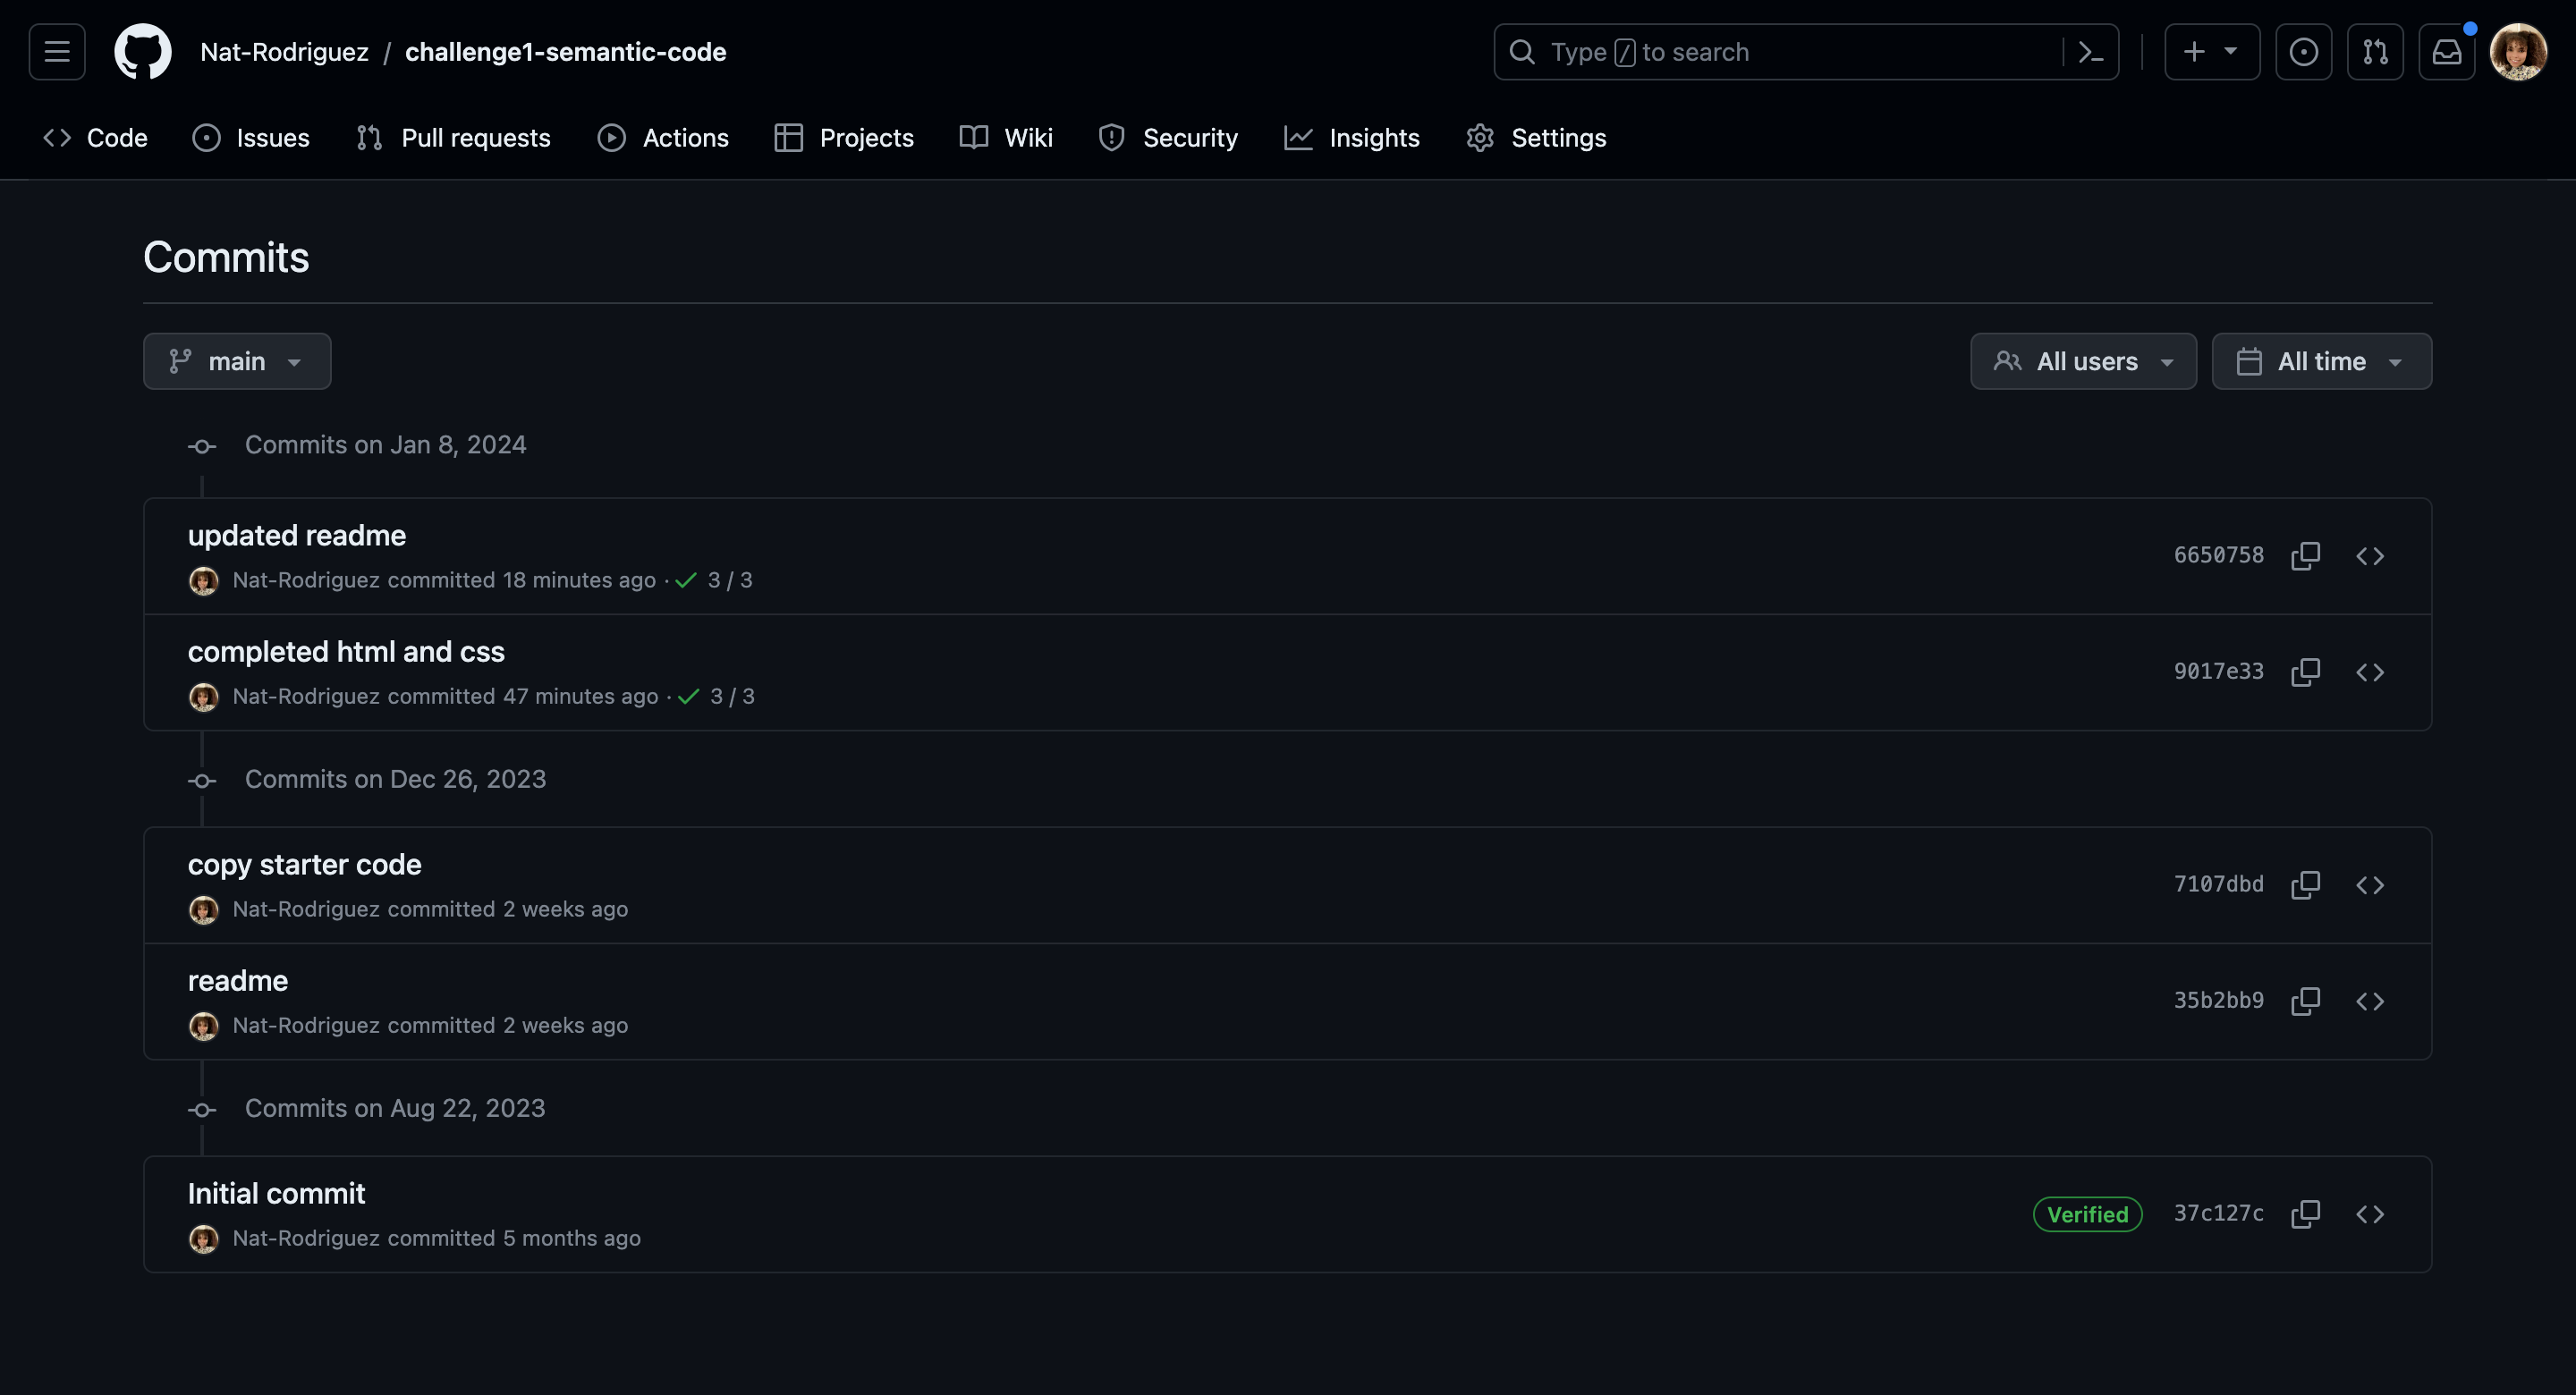 Nat-Rodriguez / challenge1-semantic-code
Type / to search
Code Issues Pull requests Actions Projects Wiki Security Insights Settings
Commits
main All users All time
Commits on Jan 8, 2024
updated readme
Nat-Rodriguez committed 18 minutes ago · 3 / 3
6650758
completed html and css
Nat-Rodriguez committed 47 minutes ago · 3 / 3
9017e33
Commits on Dec 26, 2023
copy starter code
Nat-Rodriguez committed 2 weeks ago
7107dbd
readme
Nat-Rodriguez committed 2 weeks ago
35b2bb9
Commits on Aug 22, 2023
Initial commit
Nat-Rodriguez committed 5 months ago
Verified 37c127c